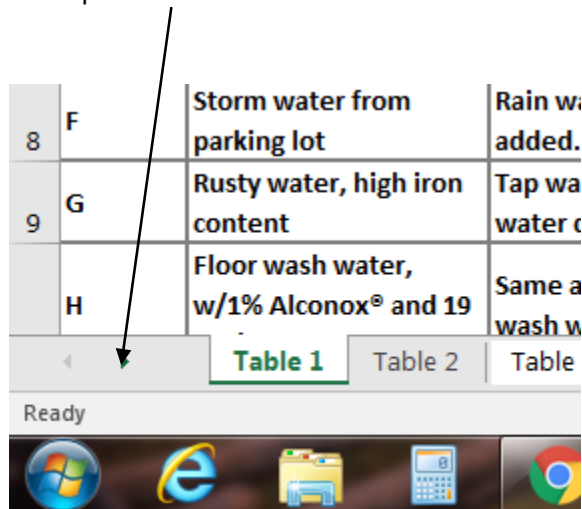 F
Storm water from
parking lot
Rain wa
added.
8
G
Rusty water, high iron
content
Tap wa
water
9
H
Floor wash water,
w/1% Alconox® and 19
Same a
wash w
Table 1
Table 2
Table
Ready
0